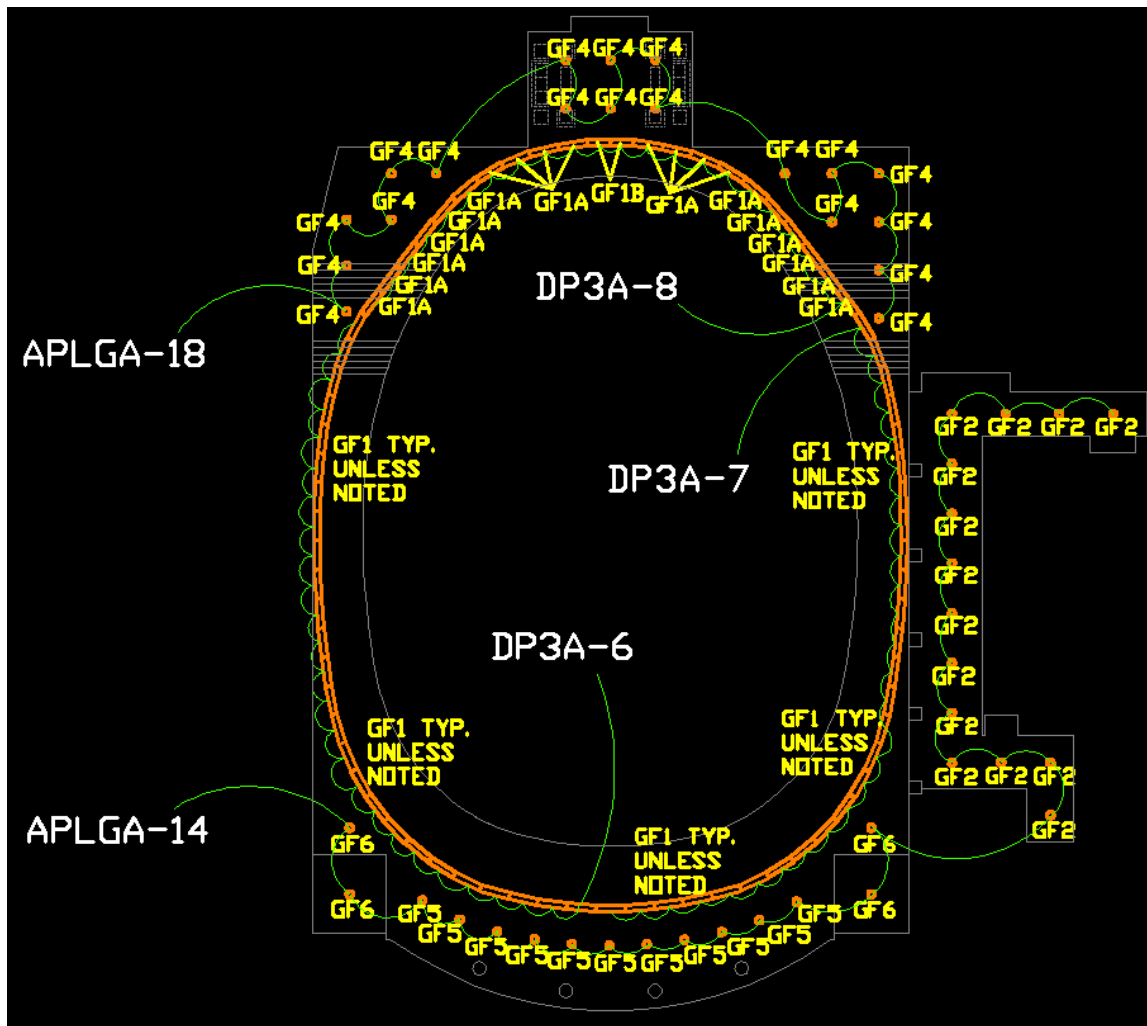 GF4 GF4 GF4
GF4 GF4 GF4
GF4 GF4
GF4 GF4
GF4
GF4
GF4
GF4
GF4
GF4
GF4
GF4
GF4
GF4
GF1A GF1A GF1B GF1A GF1A
GF1A GF1A
GF1A GF1A
GF1A GF1A
GF1A GF1A
GF1A GF1A
DP3A-8
APLGA-18
DP3A-7
GF1 TYP.
UNLESS
NOTED
GF1 TYP.
UNLESS
NOTED
GF2 GF2 GF2 GF2
GF2
GF2
GF2
GF2
GF2
GF2
GF2 GF2 GF2
GF2
DP3A-6
GF1 TYP.
UNLESS
NOTED
GF1 TYP.
UNLESS
NOTED
APLGA-14
GF1 TYP.
UNLESS
NOTED
GF6
GF6
GF6
GF6
GF5 GF5 GF5 GF5 GF5 GF5 GF5 GF5 GF5 GF5 GF5